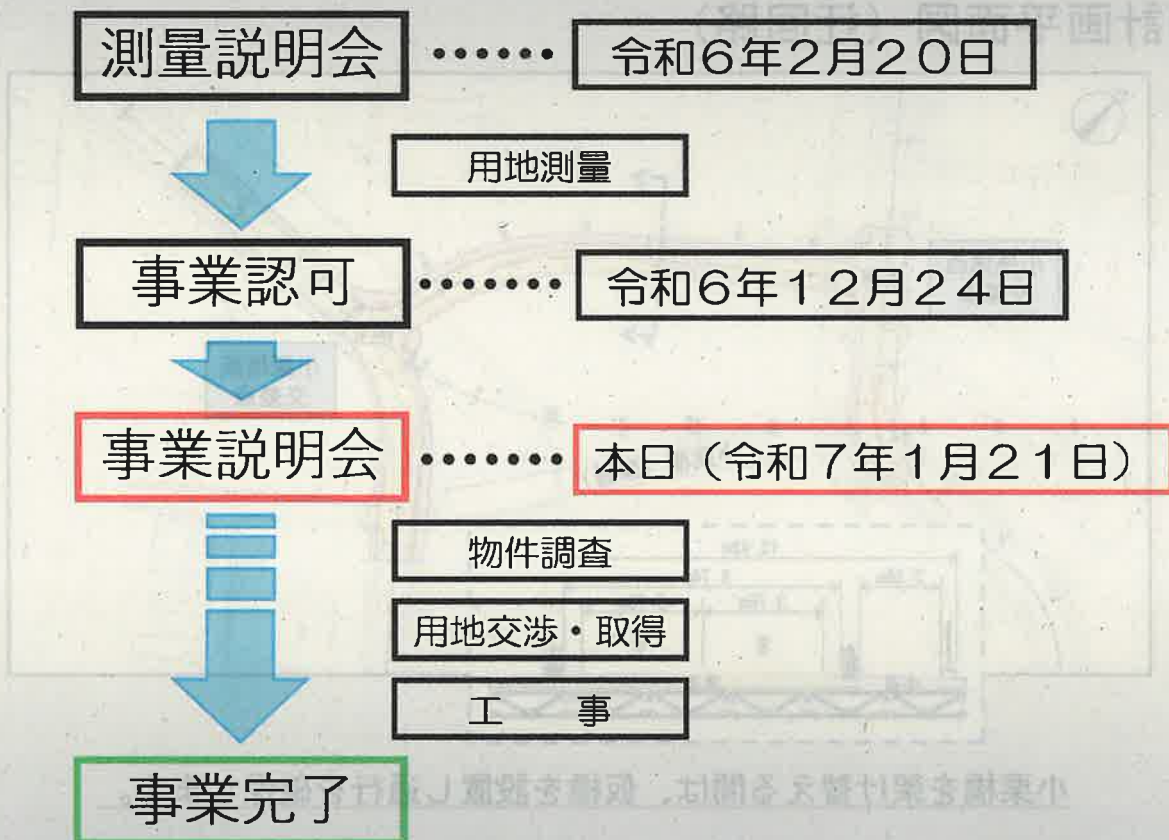 測量説明会 ・・・・・・ 令和6年2月20日
用地測量
事業認可 ・・・・・・・ 令和6年12月24日
事業説明会 ・・・・・・・ 本日(令和7年1月21日)
物件調査
用地交渉・取得
工 事
事業完了